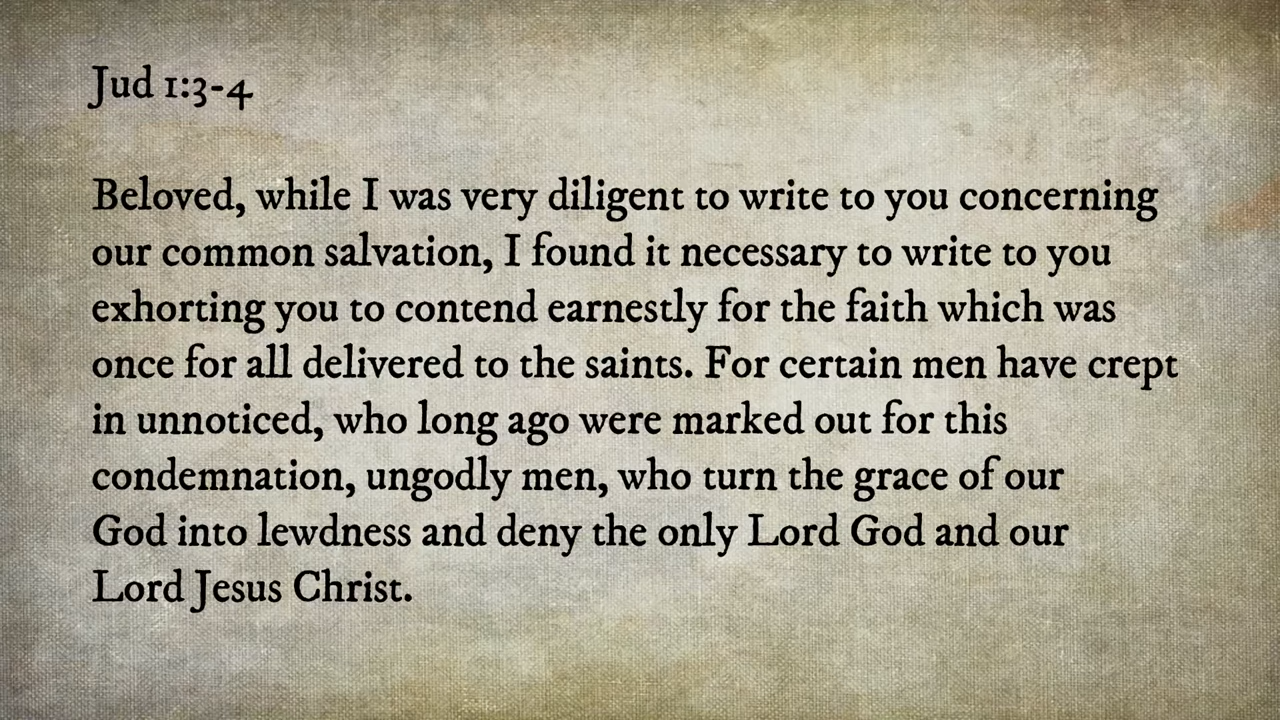 Jud 1:3-4
Beloved, while I was very diligent to write to you concerning
our common salvation, I found it necessary to write to you
exhorting you to contend earnestly for the faith which was
once for all delivered to the saints. For certain men have crept
in unnoticed, who long ago were marked out for this
condemnation, ungodly men, who turn the grace of our
God into lewdness and deny the only Lord God and our
Lord Jesus Christ.